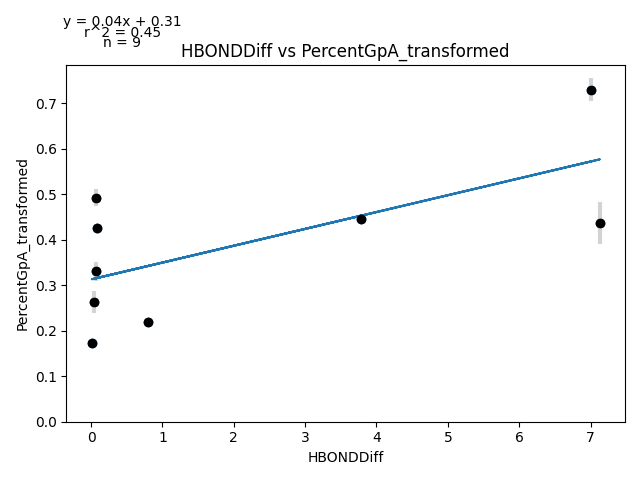 y = 0.04x + 0.31
r^2 = 0.45
n = 9
HBONDDiff vs PercentGpA_transformed
PercentGpA_transformed
0.7
0.6
0.5
0.4
0.3
0.2
0.1
0.0
0 1 2 3 4 5 6 7
HBONDDiff